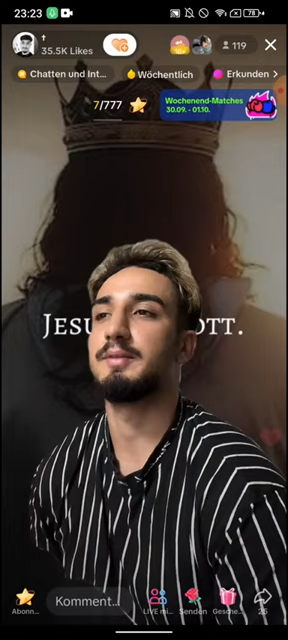 23:23
78
†
35.5K Likes
119
Chatten und Int...
Wöchentlich
Erkunden >
7/777
Wochenend-Matches
30.09. - 01.10.
JESU OTT.
Abonn...
Komment...
LIVE mi...
Senden
Gesche...
25